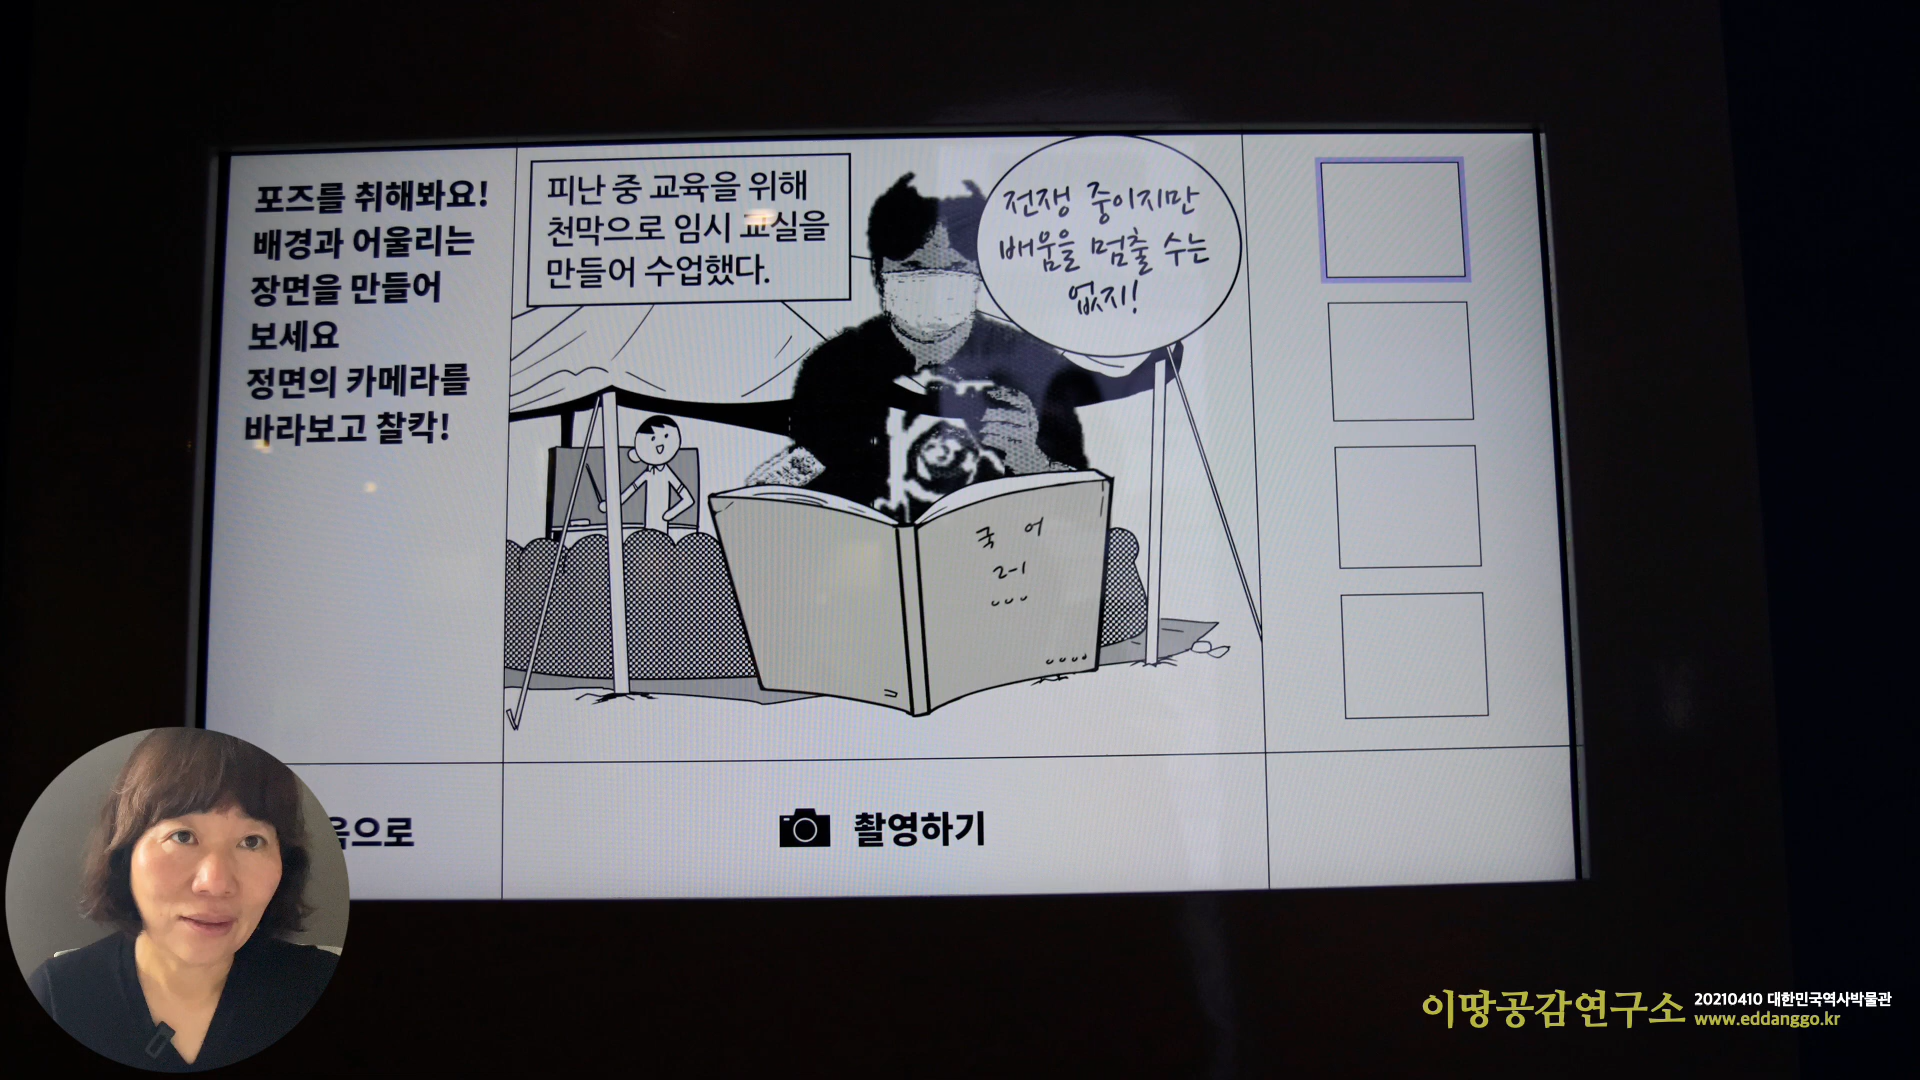 포즈를 취해봐요!
배경과 어울리는
장면을 만들어
보세요
정면의 카메라를
바라보고 찰칵!
피난 중 교육을 위해
천막으로 임시 교실을
만들어 수업했다.
전쟁 중이지만
배움을 멈출 수는
없지!
국 어
2-1
촬영하기
이땅공감연구소
20210410 대한민국역사박물관
www.eddanggo.kr